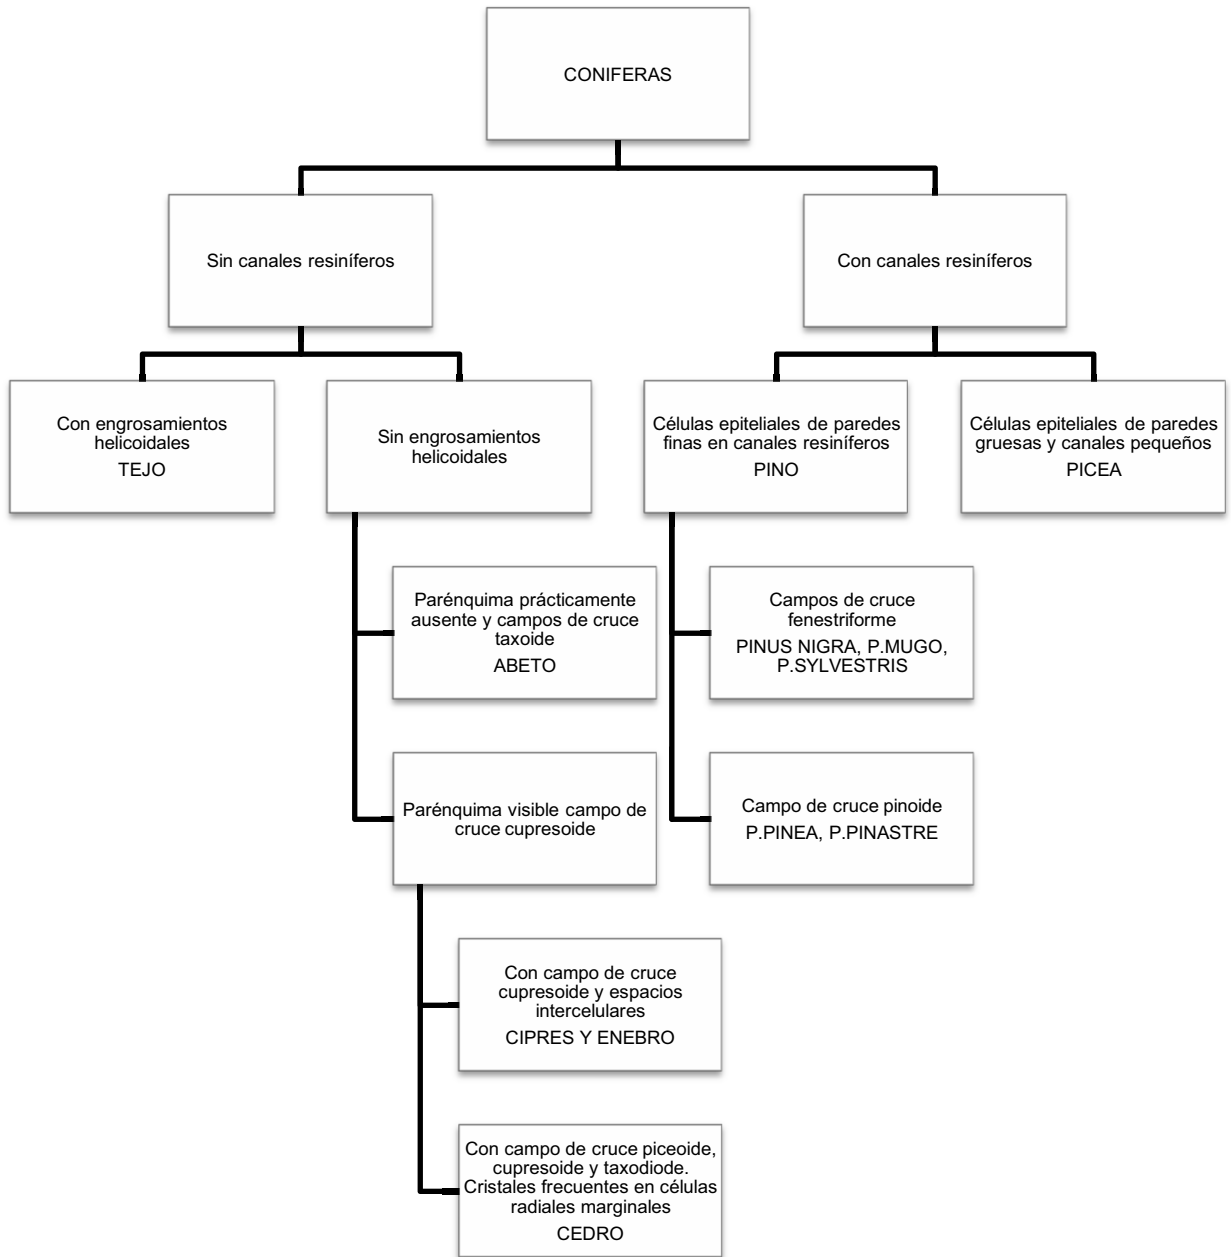 CONIFERAS
Sin canales resiníferos
Con canales resiníferos
Con engrosamientos
helicoidales
TEJO
Sin engrosamientos
helicoidales
Células epiteliales de paredes
finas en canales resiníferos
PINO
Células epiteliales de paredes
gruesas y canales pequeños
PICEA
Parénquima prácticamente
ausente y campos de cruce
taxoide
ABETO
Campos de cruce
fenestriforme
PINUS NIGRA, P.MUGO,
P.SYLVESTRIS
Parénquima visible campo de
cruce cupresoide
Campo de cruce pinoide
P.PINEA, P.PINASTRE
Con campo de cruce
cupresoide y espacios
intercelulares
CIPRES Y ENEBRO
Con campo de cruce piceoide,
cupresoide y taxodiode.
Cristales frecuentes en células
radiales marginales
CEDRO